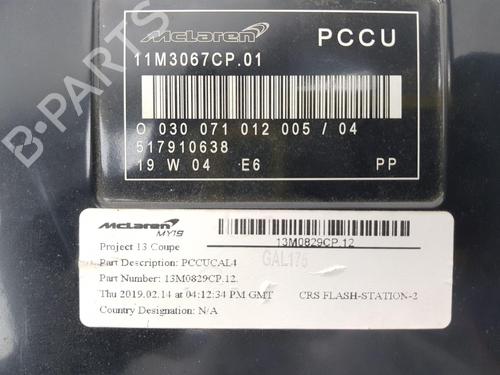 McLaren PCCU
11M3067CP.01
O 030 071 012 005 / 04
517910638
19 W 04 E6 PP
McLaren
MY19
13M0829CP.12
Project 13 Coupe
Part Description: PCCUCAL4
GAL175
Part Number: 13M0829CP.12.
Thu 2019.02.14 at 04:12:34 PM GMT CRS FLASH-STATION-2
Country Designation: N/A
B-PARTS